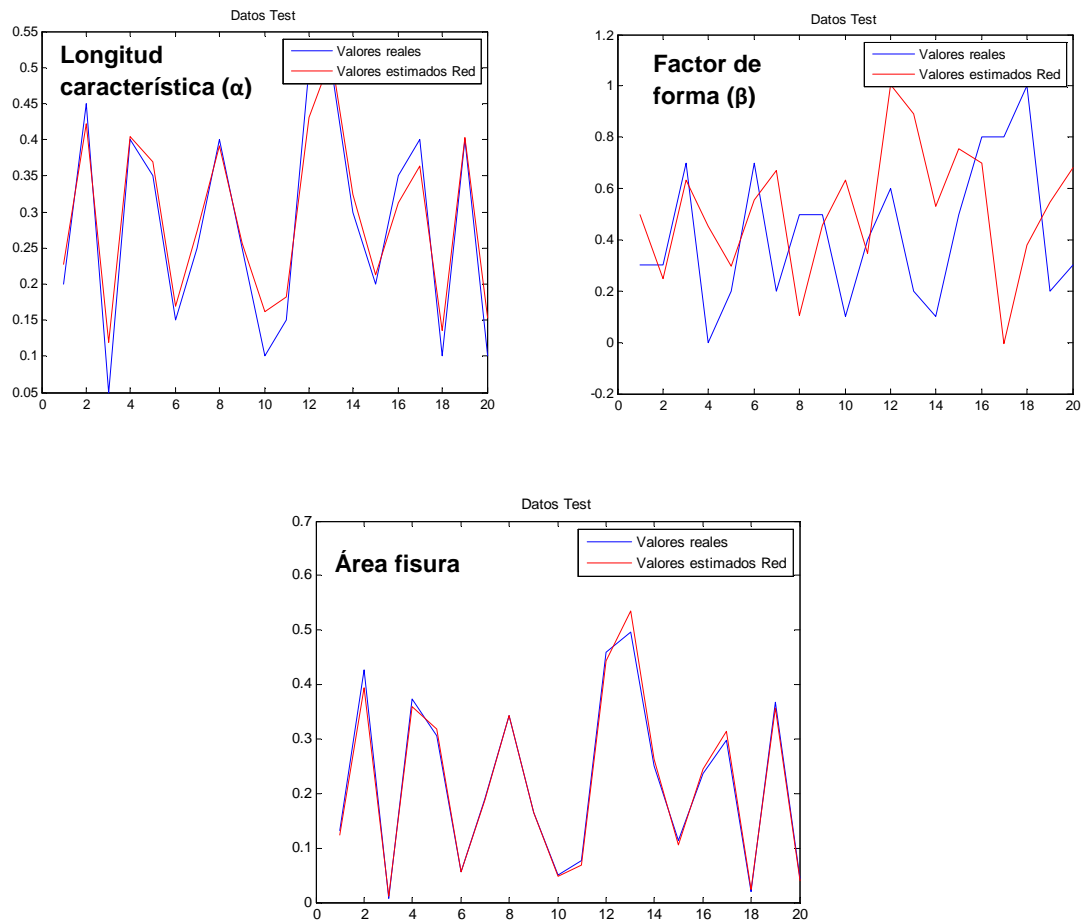 Datos Test
Longitud
característica (α)
Valores reales
Valores estimados Red
0.55
0.5
0.45
0.4
0.35
0.3
0.25
0.2
0.15
0.1
0.05
0 2 4 6 8 10 12 14 16 18 20
Datos Test
Factor de
forma (β)
Valores reales
Valores estimados Red
1.2
1
0.8
0.6
0.4
0.2
0
-0.2
0 2 4 6 8 10 12 14 16 18 20
Datos Test
Área fisura
Valores reales
Valores estimados Red
0.7
0.6
0.5
0.4
0.3
0.2
0.1
0
0 2 4 6 8 10 12 14 16 18 20